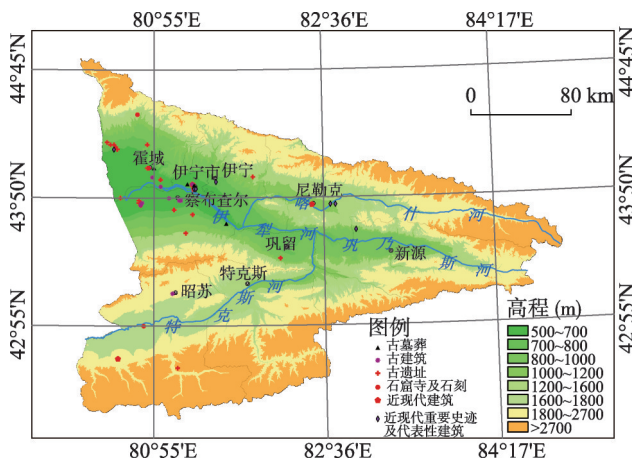 80°55′E 82°36′E 84°17′E
44°45′N
44°45′N
0 80 km
霍城
伊宁市
伊宁
察布查尔
尼勒克
43°50′N
43°50′N
喀 什 河
伊 犁 河
巩 乃 斯 河
巩留
新源
特克斯
昭苏
特 克 斯 河
42°55′N
42°55′N
图例
古墓葬
古建筑
古遗址
石窟寺及石刻
近现代建筑
近现代重要史迹
及代表性建筑
高程 (m)
500~700
700~800
800~1000
1000~1200
1200~1600
1600~1800
1800~2700
>2700
80°55′E 82°36′E 84°17′E